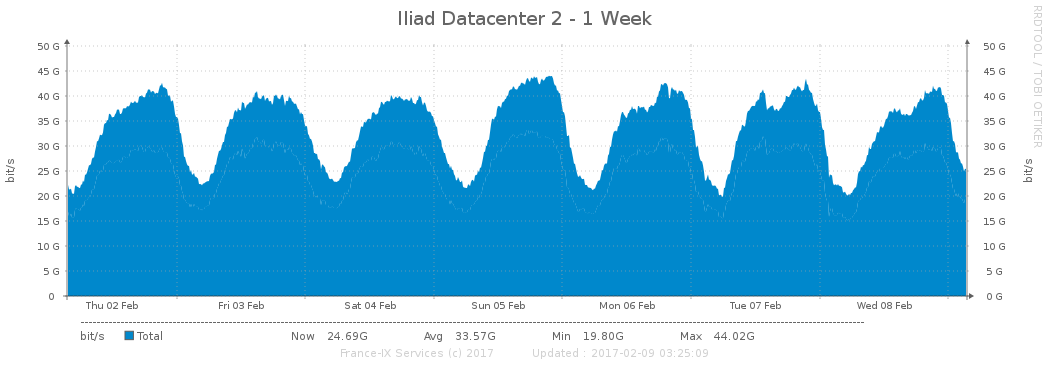 Iliad Datacenter 2 - 1 Week
RRDTOOL / TOBI OETIKER
50 G 50 G
45 G 45 G
40 G 40 G
35 G 35 G
30 G 30 G
25 G 25 G
20 G 20 G
15 G 15 G
10 G 10 G
5 G 5 G
0 0 G
bit/s
bit/s
Thu 02 Feb Fri 03 Feb Sat 04 Feb Sun 05 Feb Mon 06 Feb Tue 07 Feb Wed 08 Feb
bit/s Total Now 24.69G Avg 33.57G Min 19.80G Max 44.02G
France-IX Services (c) 2017 Updated : 2017-02-09 03:25:09